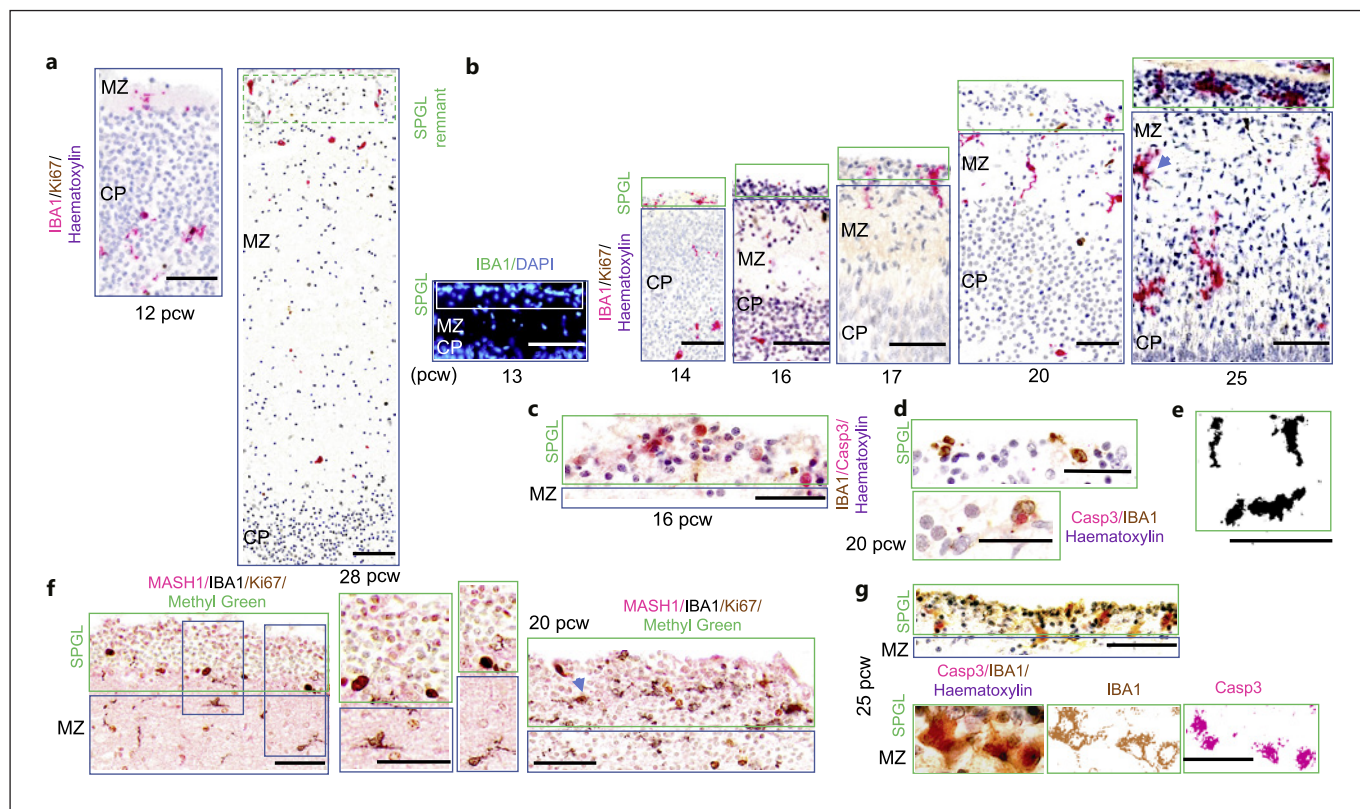 a
MZ
CP
IBA1/Ki67/
Haematoxylin
12 pcw
MZ
CP
SPGL
remnant
28 pcw
b
IBA1/DAPI
SPGL
MZ
CP
(pcw)
13
IBA1/Ki67/
Haematoxylin
SPGL
CP
14
MZ
CP
16
MZ
CP
17
MZ
CP
20
MZ
CP
25
c
SPGL
MZ
16 pcw
IBA1/Casp3/
Haematoxylin
d
SPGL
20 pcw
Casp3/IBA1
Haematoxylin
e
f
MASH1/IBA1/Ki67/
Methyl Green
SPGL
MZ
20 pcw
MASH1/IBA1/Ki67/
Methyl Green
g
SPGL
MZ
25 pcw
Casp3/IBA1/
Haematoxylin
IBA1
Casp3
SPGL
MZ